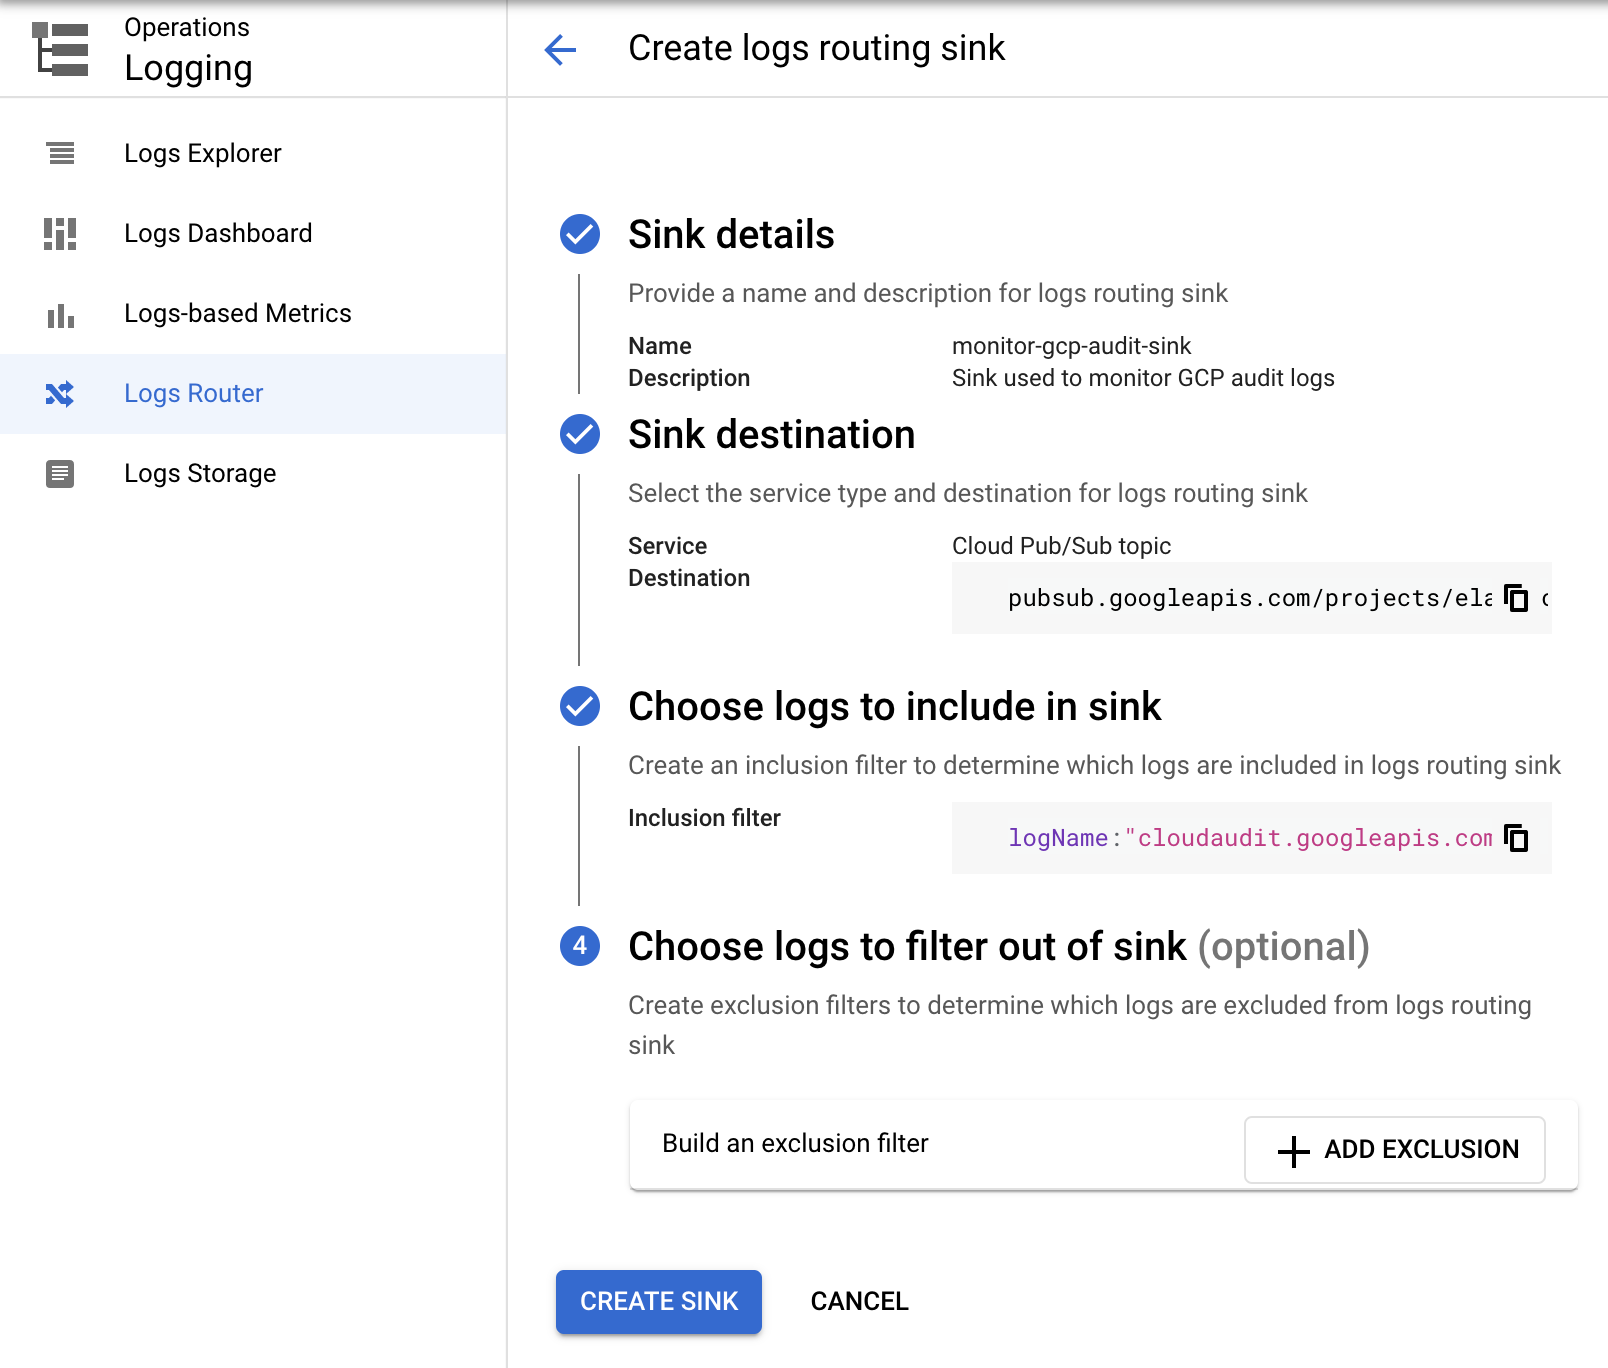 Operations
Logging
Create logs routing sink
Logs Explorer
Logs Dashboard
Logs-based Metrics
Logs Router
Logs Storage
Sink details
Provide a name and description for logs routing sink
Name monitor-gcp-audit-sink
Description Sink used to monitor GCP audit logs
Sink destination
Select the service type and destination for logs routing sink
Service Cloud Pub/Sub topic
Destination
pubsub.googleapis.com/projects/ela
Choose logs to include in sink
Create an inclusion filter to determine which logs are included in logs routing sink
Inclusion filter
logName:"cloudaudit.googleapis.com
4 Choose logs to filter out of sink (optional)
Create exclusion filters to determine which logs are excluded from logs routing
sink
Build an exclusion filter
ADD EXCLUSION
CREATE SINK CANCEL